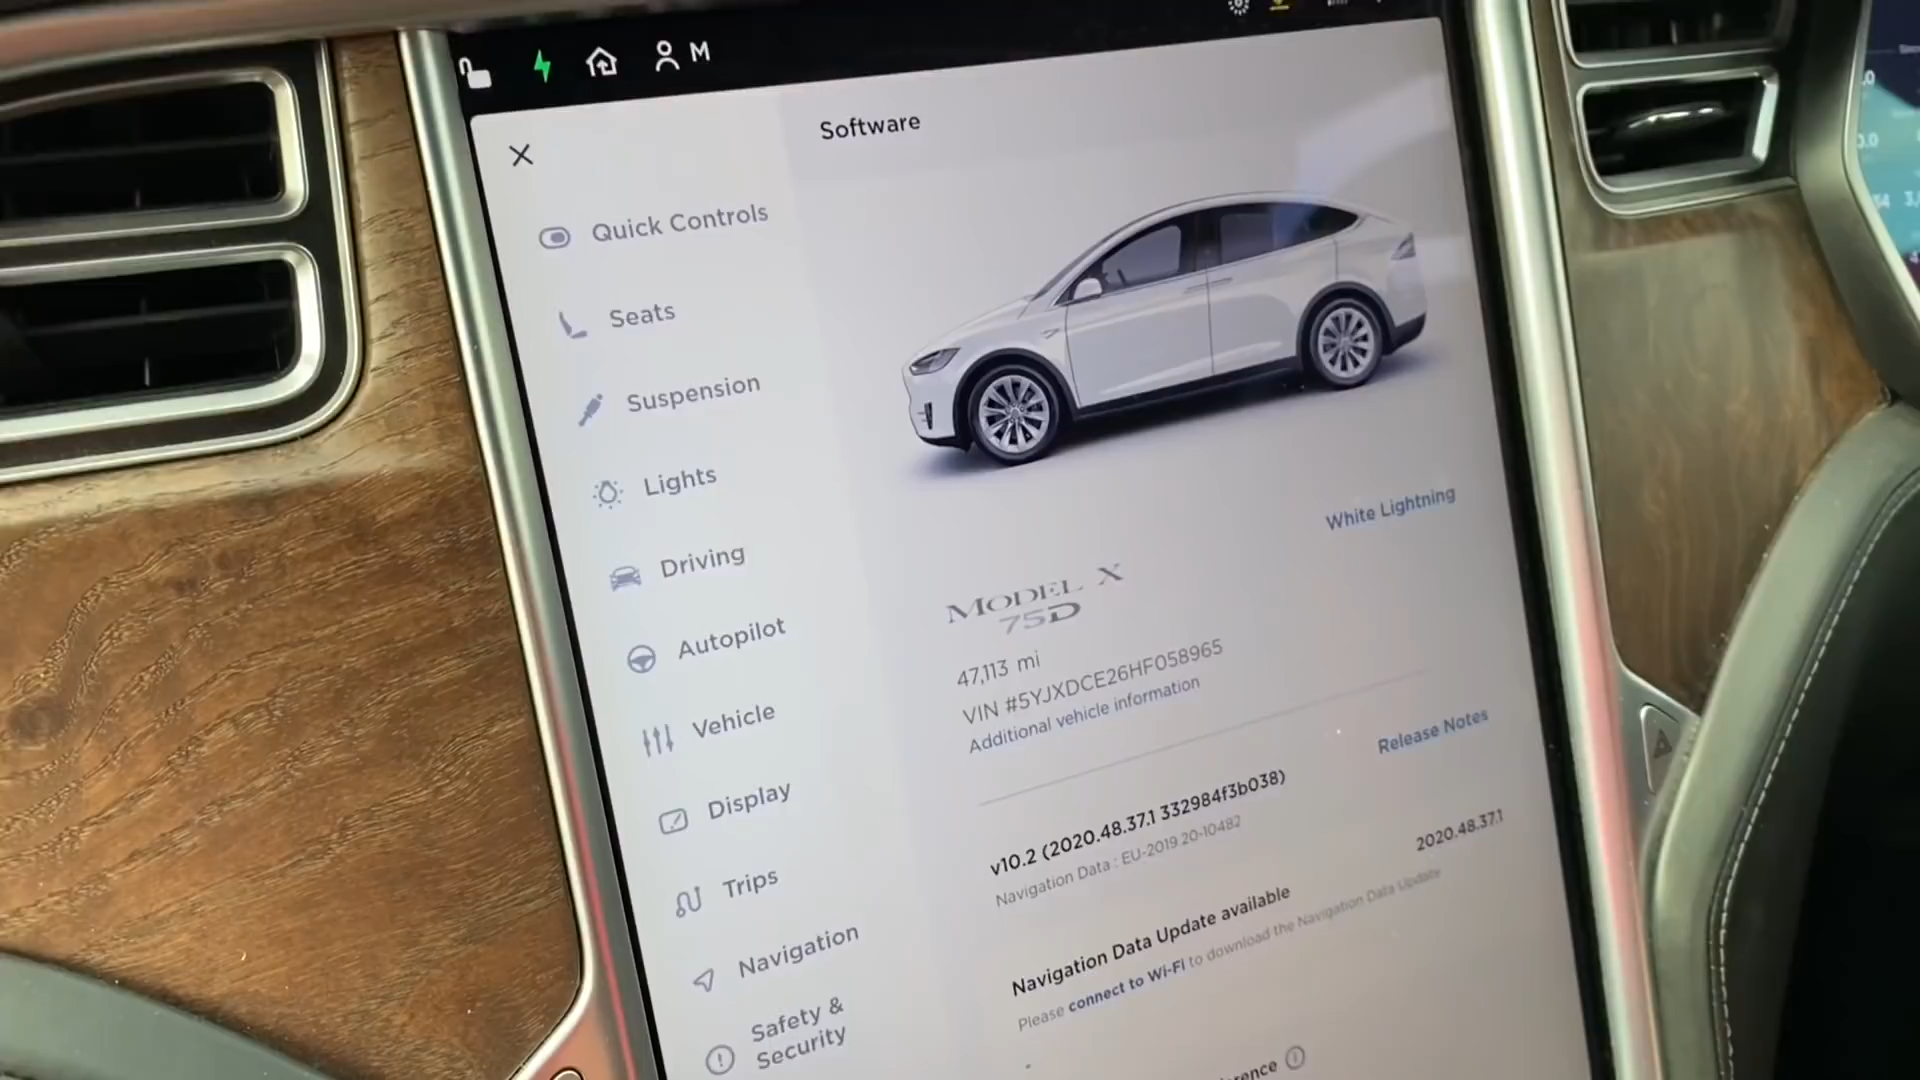 M
Software
Quick Controls
Seats
Suspension
Lights
Driving
Autopilot
Vehicle
Display
Trips
Navigation
Safety &
Security
White Lightning
MODEL X
75D
47,113 mi
VIN #5YJXDCE26HF058965
Additional vehicle information
Release Notes
v10.2 (2020.48.37.1 332984f3b038)
Navigation Data : EU-2019 20-10482
2020.48.37.1
Navigation Data Update available
Please connect to Wi-Fi to download the Navigation Data Update